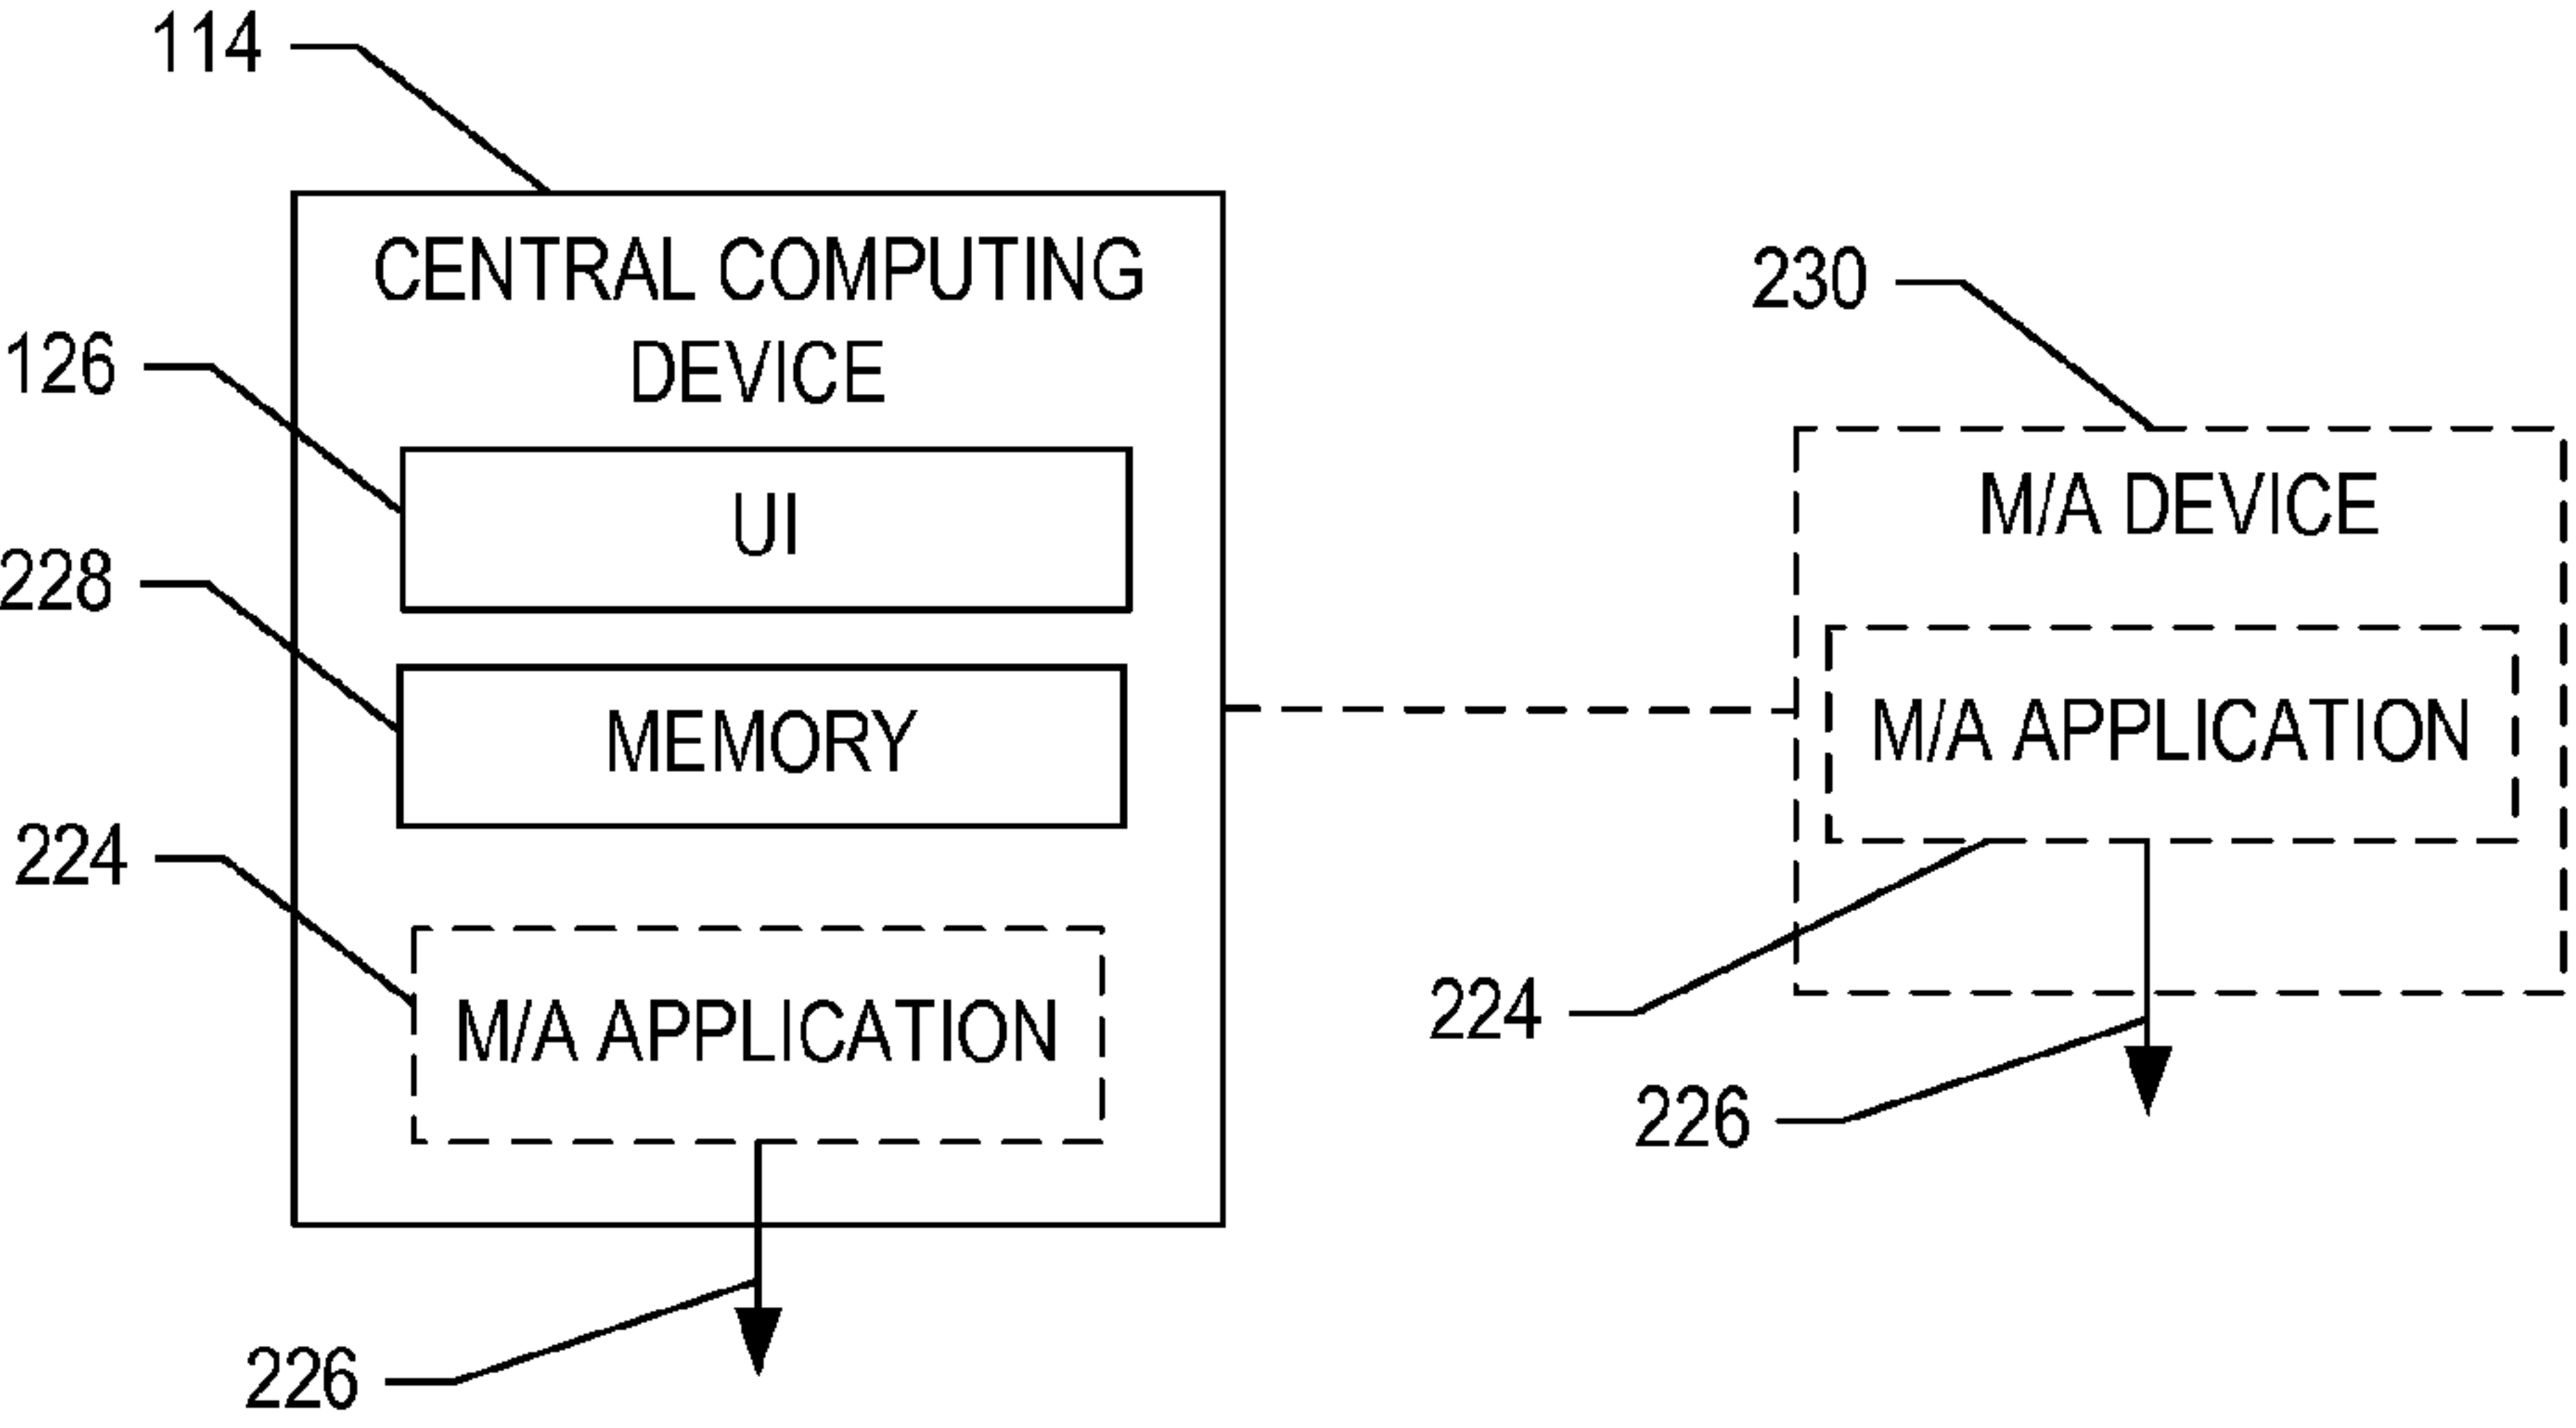 114
CENTRAL COMPUTING
DEVICE
126
UI
228
MEMORY
224
M/A APPLICATION
226
230
M/A DEVICE
M/A APPLICATION
224
226